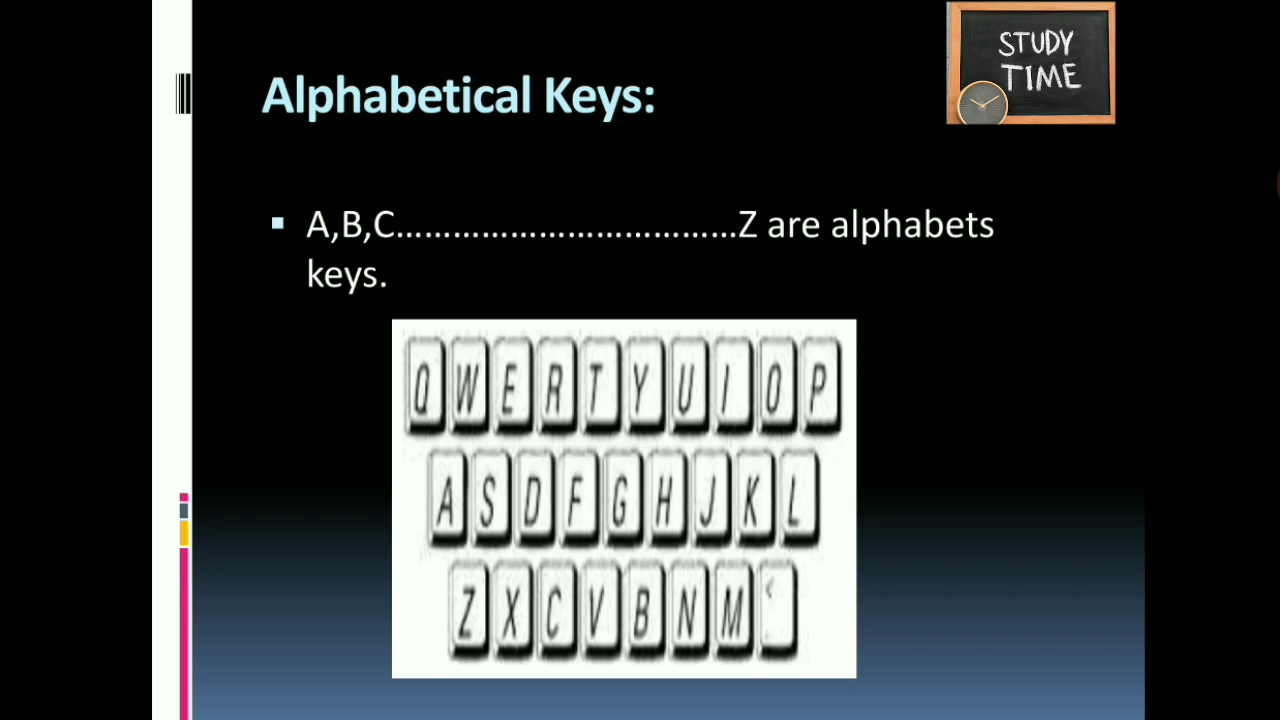 STUDY
TIME
Alphabetical Keys:
A,B,C....................................Z are alphabets
keys.
Q W E R T Y U I O P
A S D F G H J K L
Z X C V B N M